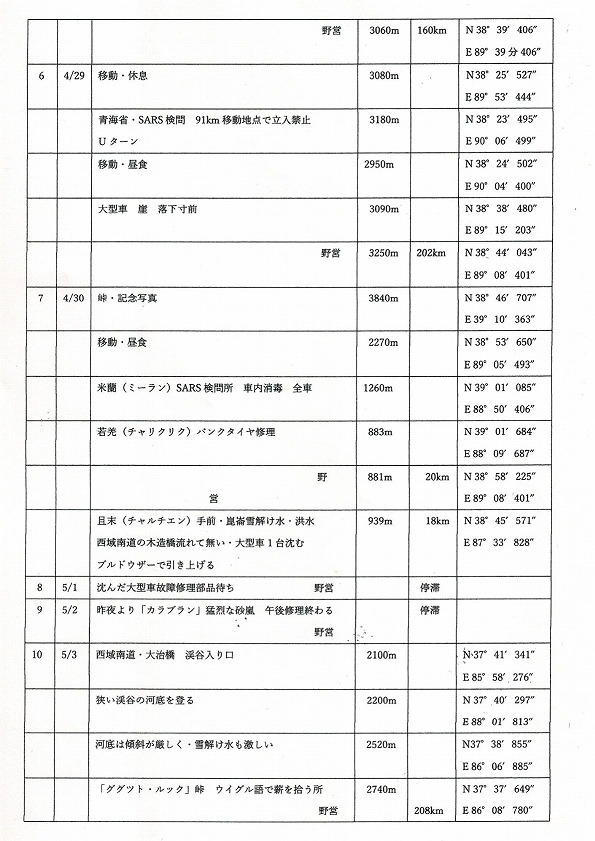 野営 3060m 160km N 38° 39′ 406″
E 89° 39分406″
6 4/29 移動・休息 3080m N38° 25′ 527″
E 89° 53′ 444″
青海省・SARS検問 91km移動地点で立入禁止 3180m N 38° 23′ 495″
Uターン E 90° 06′ 499″
移動・昼食 2950m N 38° 24′ 502″
E 90° 04′ 400″
大型車 崖 落下寸前 3090m N 38° 38′ 480″
E 89° 15′ 203″
野営 3250m 202km N 38° 44′ 043″
E 89° 08′ 401″
7 4/30 峠・記念写真 3840m N 38° 46′ 707″
E 39° 10′ 363″
移動・昼食 2270m N 38° 53′ 650″
E 89° 05′ 493″
米蘭（ミーラン）SARS検問所 車内消毒 全車 1260m N 39° 01′ 085″
E 88° 50′ 406″
若羌（チャリクリク）パンクタイヤ修理 883m N 39° 01′ 684″
E 88° 09′ 687″
野 881m 20km N 38° 58′ 225″
営 E 89° 08′ 401″
且末（チャルチエン）手前・崑崙雪解け水・洪水 939m 18km N 38° 45′ 571″
西域南道の木造橋流れて無い・大型車1台沈む E 87° 33′ 828″
ブルドウザーで引き上げる
8 5/1 沈んだ大型車故障修理部品待ち 野営 停滞
9 5/2 昨夜より「カラブラン」猛烈な砂嵐 午後修理終わる 停滞
野営
10 5/3 西域南道・大治橋 渓谷入り口 2100m N 37° 41′ 341″
E 85° 58′ 276″
狭い渓谷の河底を登る 2200m N 37° 40′ 297″
E 88° 01′ 813″
河底は傾斜が厳しく・雪解け水も激しい 2520m N37° 38′ 855″
E 86° 06′ 885″
「ググツト・ルック」峠 ウイグル語で薪を拾う所 2740m N 37° 37′ 649″
野営 208km E 86° 08′ 780″